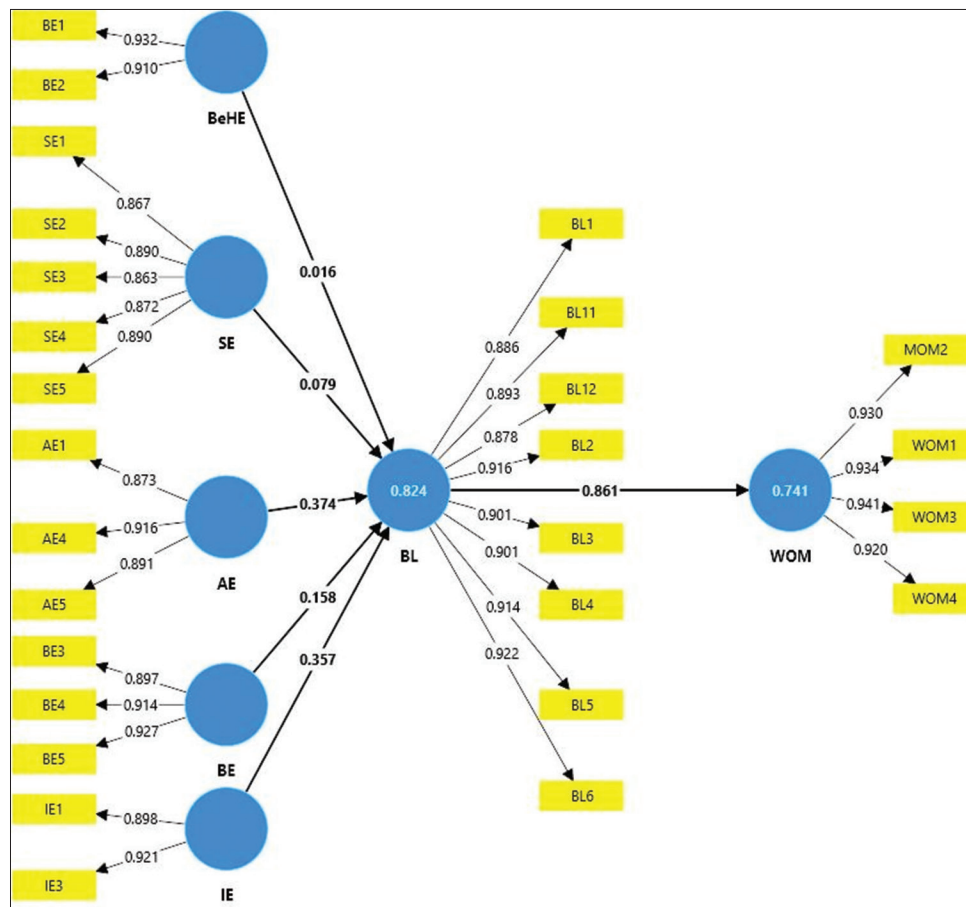 BE1
0.932
BE2
0.910
BeHE
SE1
0.867
SE2
0.890
SE3
0.863
SE4
0.872
SE5
0.890
SE
0.016
0.079
AE1
0.873
AE4
0.916
AE5
0.891
AE
0.374
BE3
0.897
BE4
0.914
BE5
0.927
BE
0.158
IE1
0.898
IE3
0.921
IE
0.357
0.824
BL
BL1
0.886
BL11
0.893
BL12
0.878
BL2
0.916
BL3
0.901
BL4
0.901
BL5
0.914
BL6
0.922
0.861
0.741
WOM
MOM2
0.930
WOM1
0.934
WOM3
0.941
WOM4
0.920